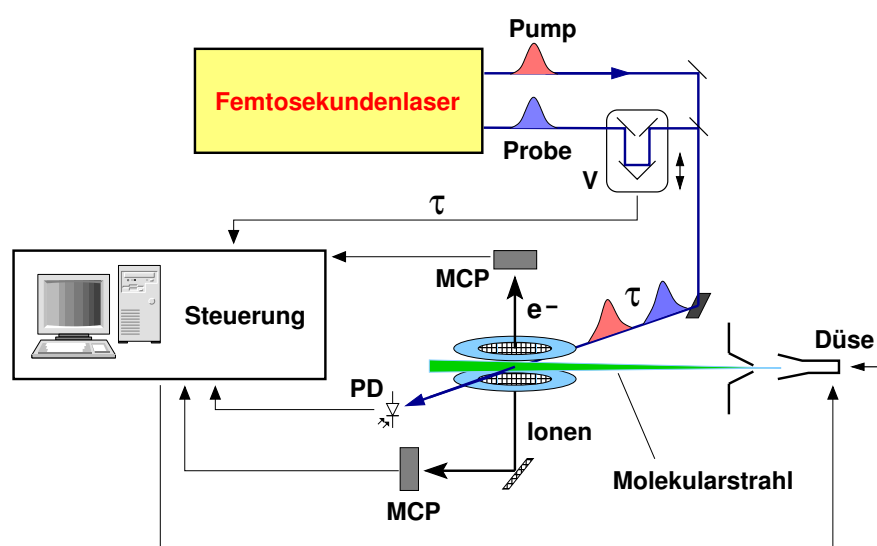 Pump
Femtosekundenlaser
Probe
V
τ
MCP
Steuerung
e⁻
τ
Düse
PD
Ionen
Molekularstrahl
MCP